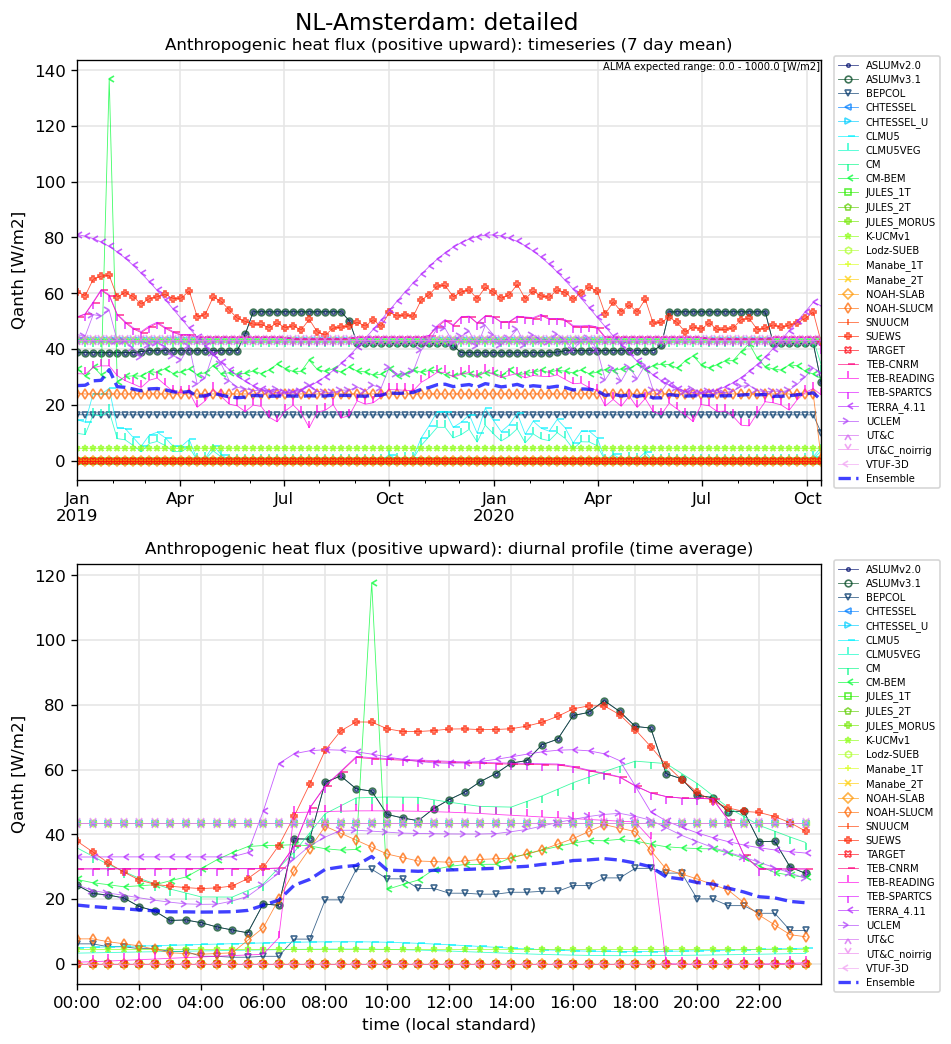 NL-Amsterdam: detailed
Anthropogenic heat flux (positive upward): timeseries (7 day mean)
ALMA expected range: 0.0 - 1000.0 [W/m2]
Qanth [W/m2]
140
120
100
80
60
40
20
0
Jan
2019
Apr
Jul
Oct
Jan
2020
Apr
Jul
Oct
ASLUMv2.0
ASLUMv3.1
BEPCOL
CHTESSEL
CHTESSEL_U
CLMU5
CLMU5VEG
CM
CM-BEM
JULES_1T
JULES_2T
JULES_MORUS
K-UCMv1
Lodz-SUEB
Manabe_1T
Manabe_2T
NOAH-SLAB
NOAH-SLUCM
SNUUCM
SUEWS
TARGET
TEB-CNRM
TEB-READING
TEB-SPARTCS
TERRA_4.11
UCLEM
UT&C
UT&C_noirrig
VTUF-3D
Ensemble
Anthropogenic heat flux (positive upward): diurnal profile (time average)
Qanth [W/m2]
120
100
80
60
40
20
0
00:00
02:00
04:00
06:00
08:00
10:00
12:00
14:00
16:00
18:00
20:00
22:00
time (local standard)
ASLUMv2.0
ASLUMv3.1
BEPCOL
CHTESSEL
CHTESSEL_U
CLMU5
CLMU5VEG
CM
CM-BEM
JULES_1T
JULES_2T
JULES_MORUS
K-UCMv1
Lodz-SUEB
Manabe_1T
Manabe_2T
NOAH-SLAB
NOAH-SLUCM
SNUUCM
SUEWS
TARGET
TEB-CNRM
TEB-READING
TEB-SPARTCS
TERRA_4.11
UCLEM
UT&C
UT&C_noirrig
VTUF-3D
Ensemble